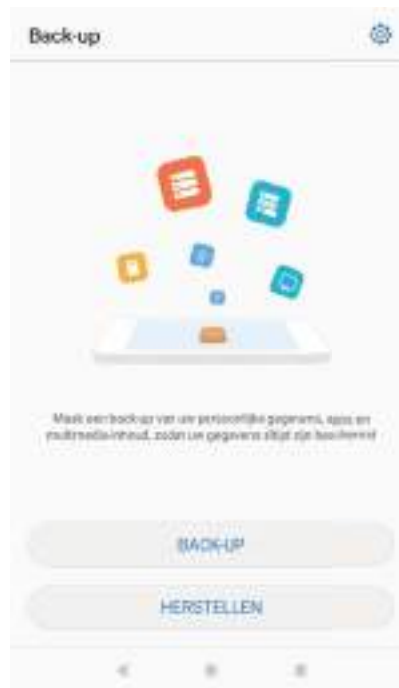 Back-up
Maak een back-up van uw persoonlijke gegevens, apps en
multimedia-inhoud, zodat uw gegevens altijd zijn beschermd
BACK-UP
HERSTELLEN